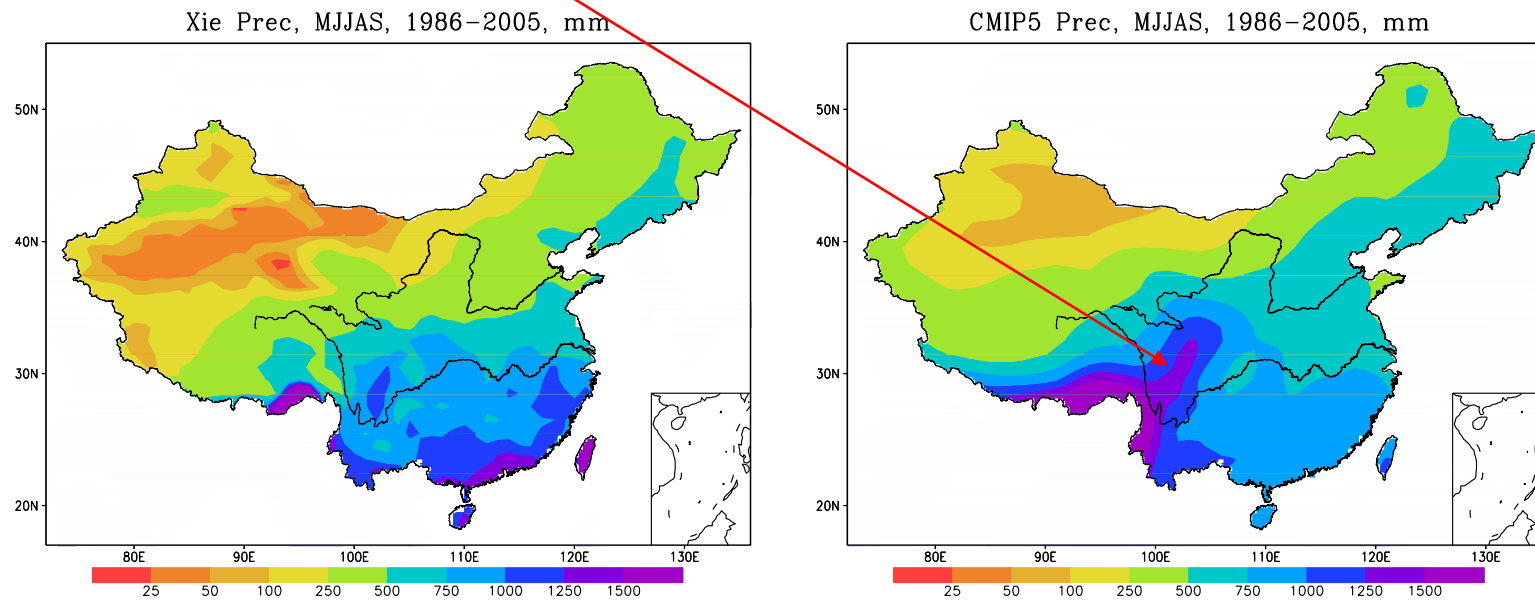 Xie Prec, MJJAS, 1986−2005, mm
50N
40N
30N
20N
80E 90E 100E 110E 120E 130E
25 50 100 250 500 750 1000 1250 1500
CMIP5 Prec, MJJAS, 1986−2005, mm
50N
40N
30N
20N
80E 90E 100E 110E 120E 130E
25 50 100 250 500 750 1000 1250 1500